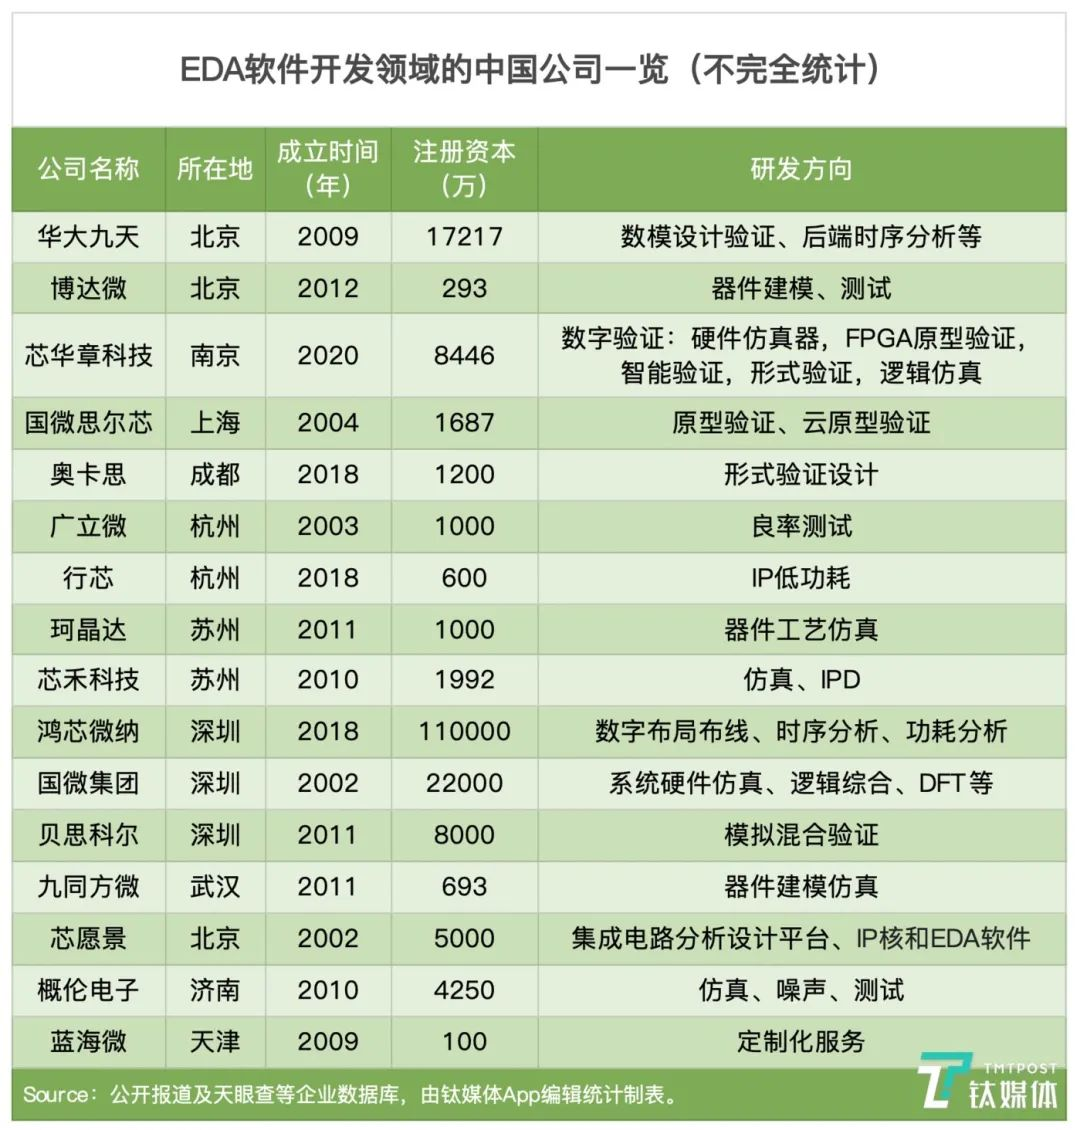 EDA软件开发领域的中国公司一览（不完全统计）
公司名称 所在地 成立时间（年） 注册资本（万） 研发方向
华大九天 北京 2009 17217 数模设计验证、后端时序分析等
博达微 北京 2012 293 器件建模、测试
芯华章科技 南京 2020 8446 数字验证：硬件仿真器，FPGA原型验证，
智能验证，形式验证，逻辑仿真
国微思尔芯 上海 2004 1687 原型验证、云原型验证
奥卡思 成都 2018 1200 形式验证设计
广立微 杭州 2003 1000 良率测试
行芯 杭州 2018 600 IP低功耗
珂晶达 苏州 2011 1000 器件工艺仿真
芯禾科技 苏州 2010 1992 仿真、IPD
鸿芯微纳 深圳 2018 110000 数字布局布线、时序分析、功耗分析
国微集团 深圳 2002 22000 系统硬件仿真、逻辑综合、DFT等
贝思科尔 深圳 2011 8000 模拟混合验证
九同方微 武汉 2011 693 器件建模仿真
芯愿景 北京 2002 5000 集成电路分析设计平台、IP核和EDA软件
概伦电子 济南 2010 4250 仿真、噪声、测试
蓝海微 天津 2009 100 定制化服务
Source：公开报道及天眼查等企业数据库，由钛媒体App编辑统计制表。
TMTPOST
钛媒体